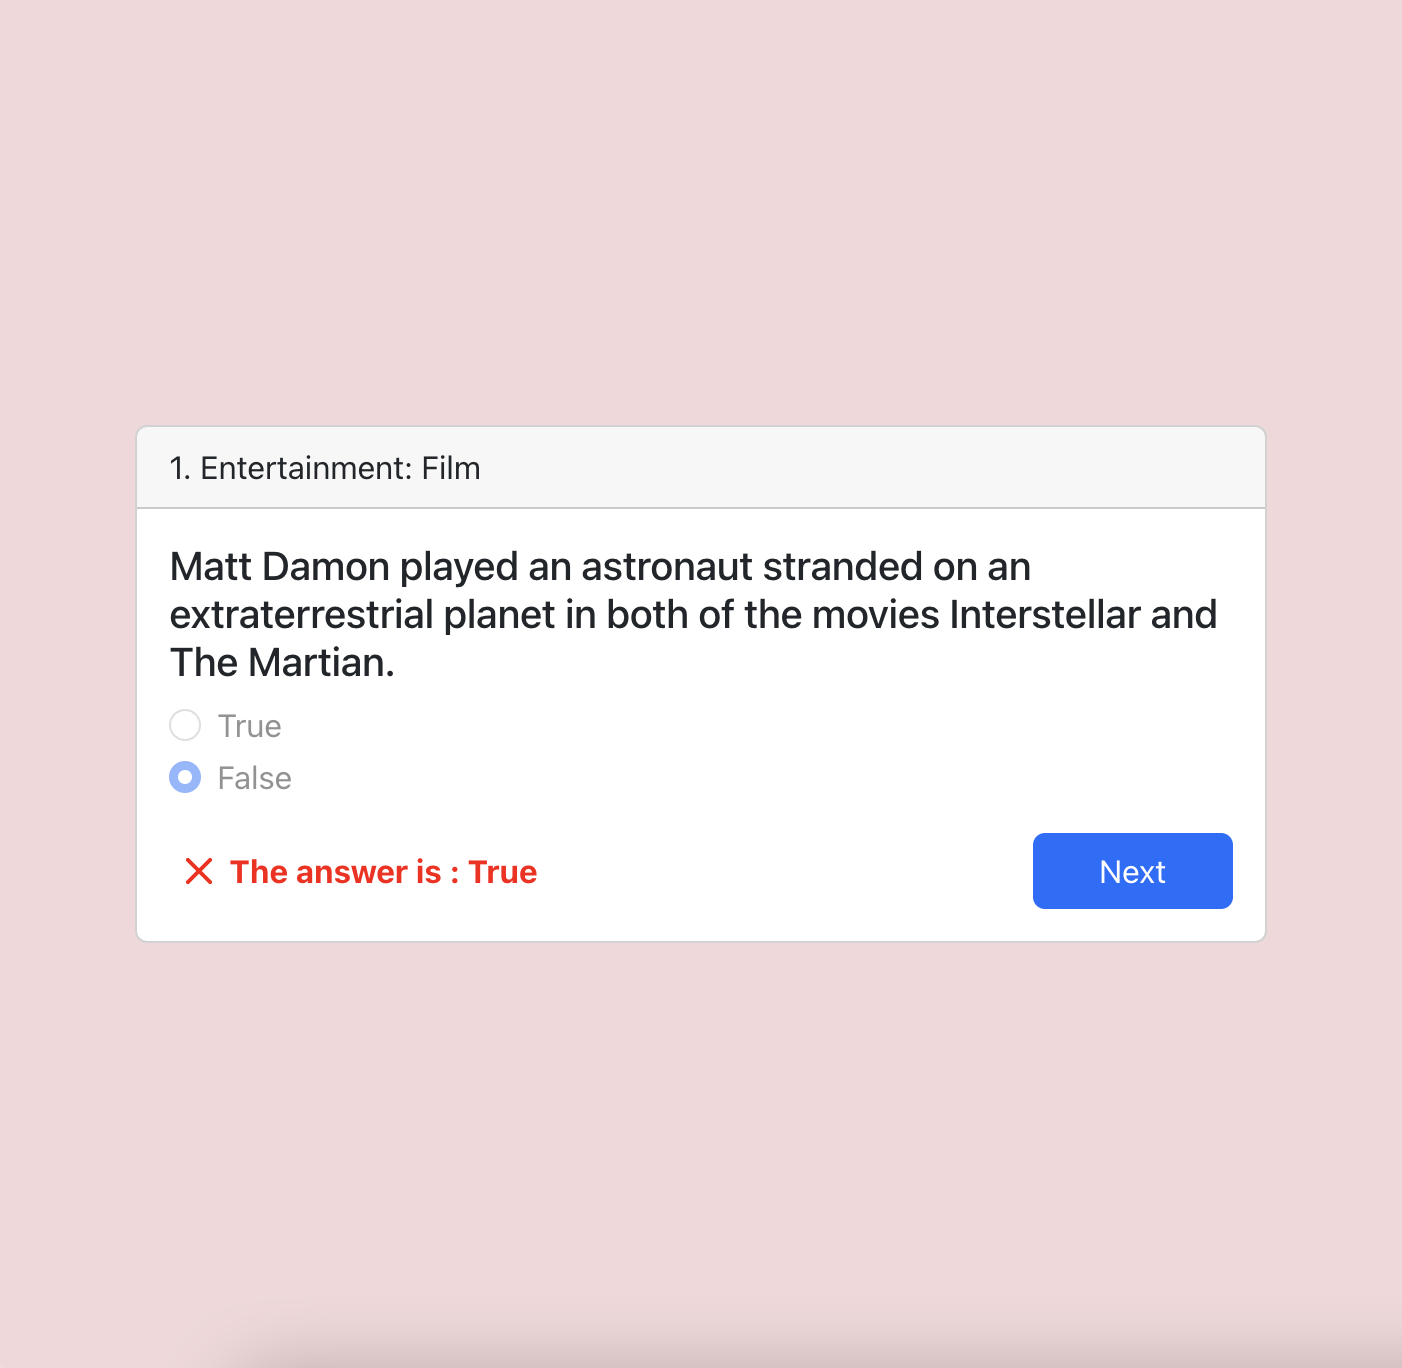 1. Entertainment: Film
Matt Damon played an astronaut stranded on an
extraterrestrial planet in both of the movies Interstellar and
The Martian.
True
False
The answer is : True
Next